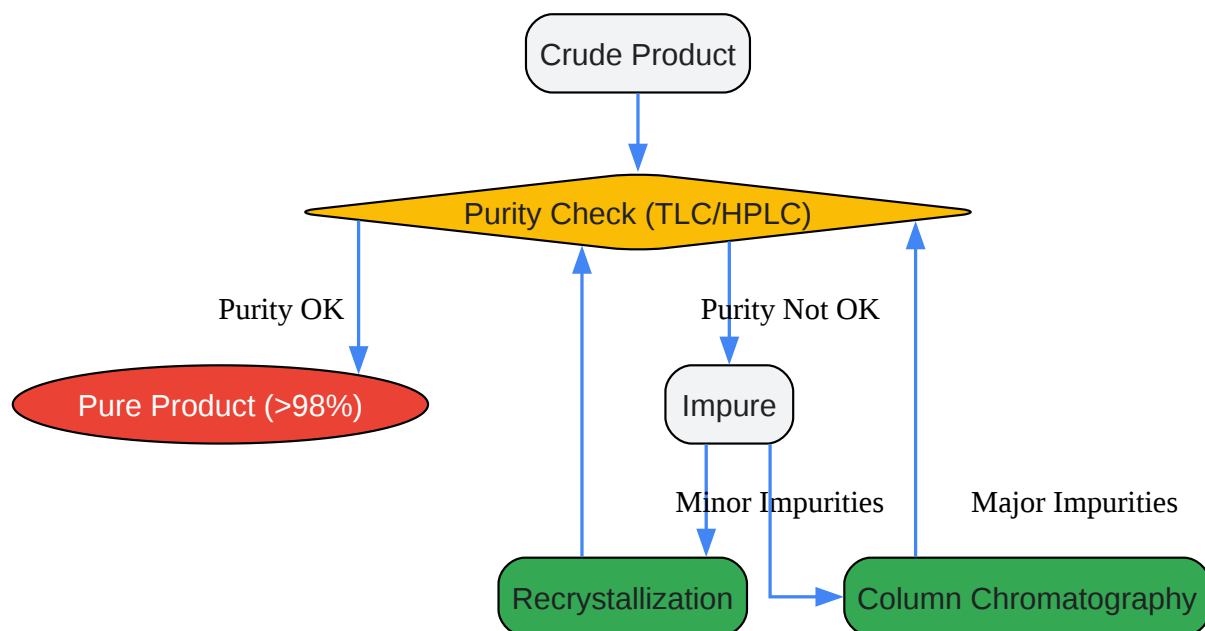 Crude Product
Purity Check (TLC/HPLC)
Purity OK
Purity Not OK
Pure Product (>98%)
Impure
Minor Impurities
Major Impurities
Recrystallization
Column Chromatography